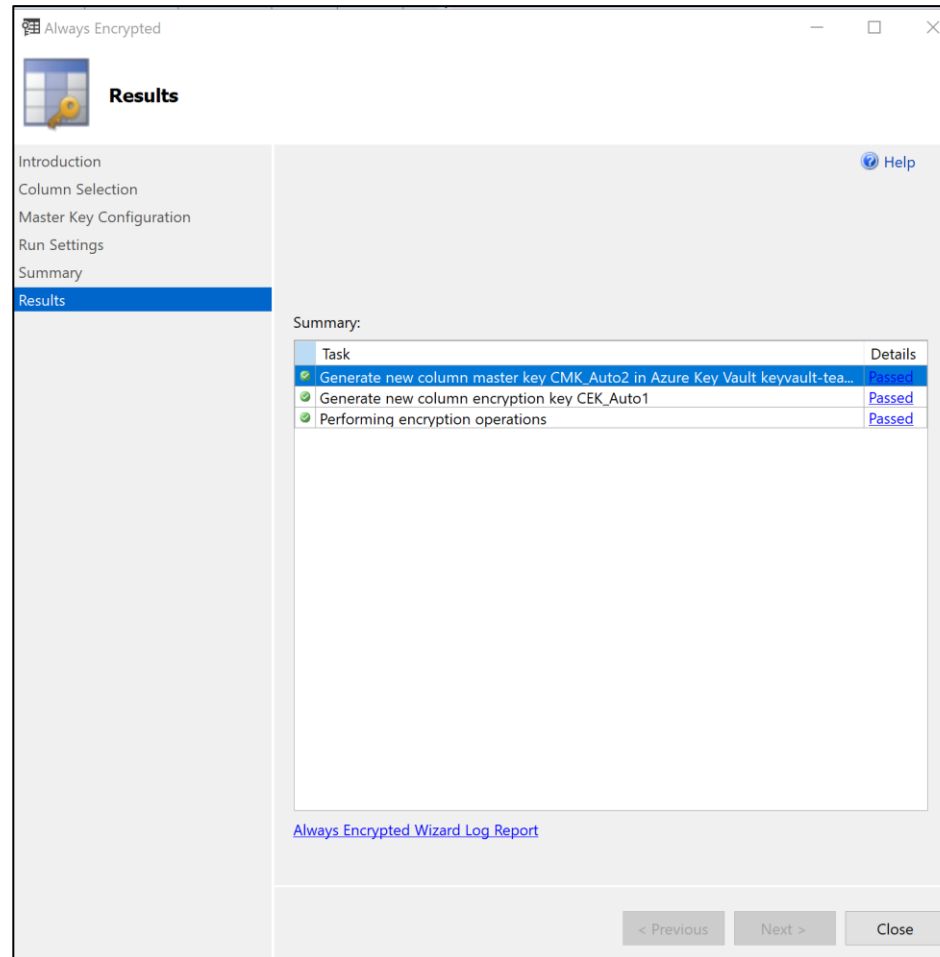 Always Encrypted
Results
Introduction
Column Selection
Master Key Configuration
Run Settings
Summary
Results
Help
Summary:
Task Details
Generate new column master key CMK_Auto2 in Azure Key Vault keyvault-tea... Passed
Generate new column encryption key CEK_Auto1 Passed
Performing encryption operations Passed
Always Encrypted Wizard Log Report
< Previous Next > Close